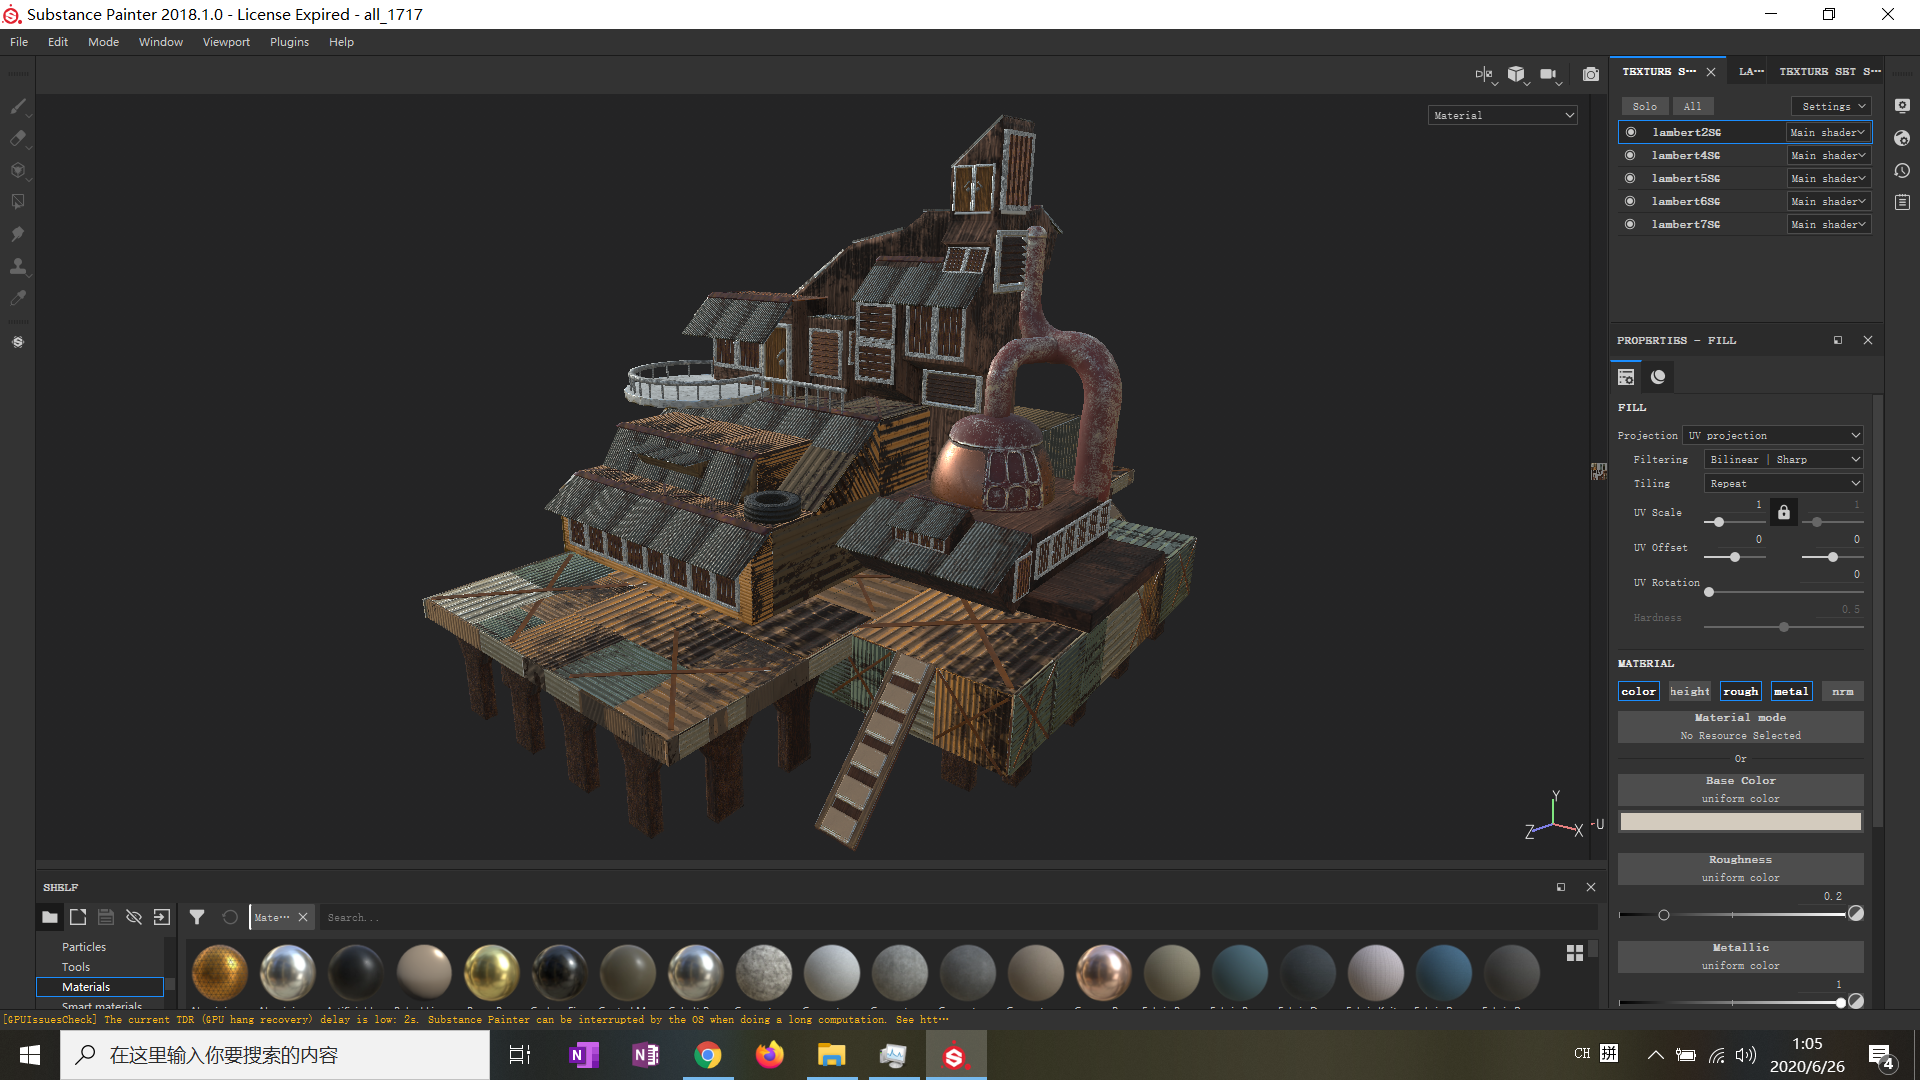 Substance Painter 2018.1.0 - License Expired - all_1717
File Edit Mode Window Viewport Plugins Help
Material
TEXTURE S··· LA··· TEXTURE SET S···
Solo All Settings
lambert2SG Main shader
lambert4SG Main shader
lambert5SG Main shader
lambert6SG Main shader
lambert7SG Main shader
PROPERTIES - FILL
FILL
Projection UV projection
Filtering Bilinear | Sharp
Tiling Repeat
UV Scale 1 1
UV Offset 0 0
UV Rotation 0
Hardness 0.5
MATERIAL
color height rough metal nrm
Material mode
No Resource Selected
Or
Base Color
uniform color
Roughness
uniform color
0.2
Metallic
uniform color
1
Y
Z X U
SHELF
Mate··· Search...
Particles
Tools
Materials
Smart materials
[GPUIssuesCheck] The current TDR (GPU hang recovery) delay is low: 2s. Substance Painter can be interrupted by the OS when doing a long computation. See htt···
在这里输入你要搜索的内容
CH 拼
1:05
2020/6/26
4